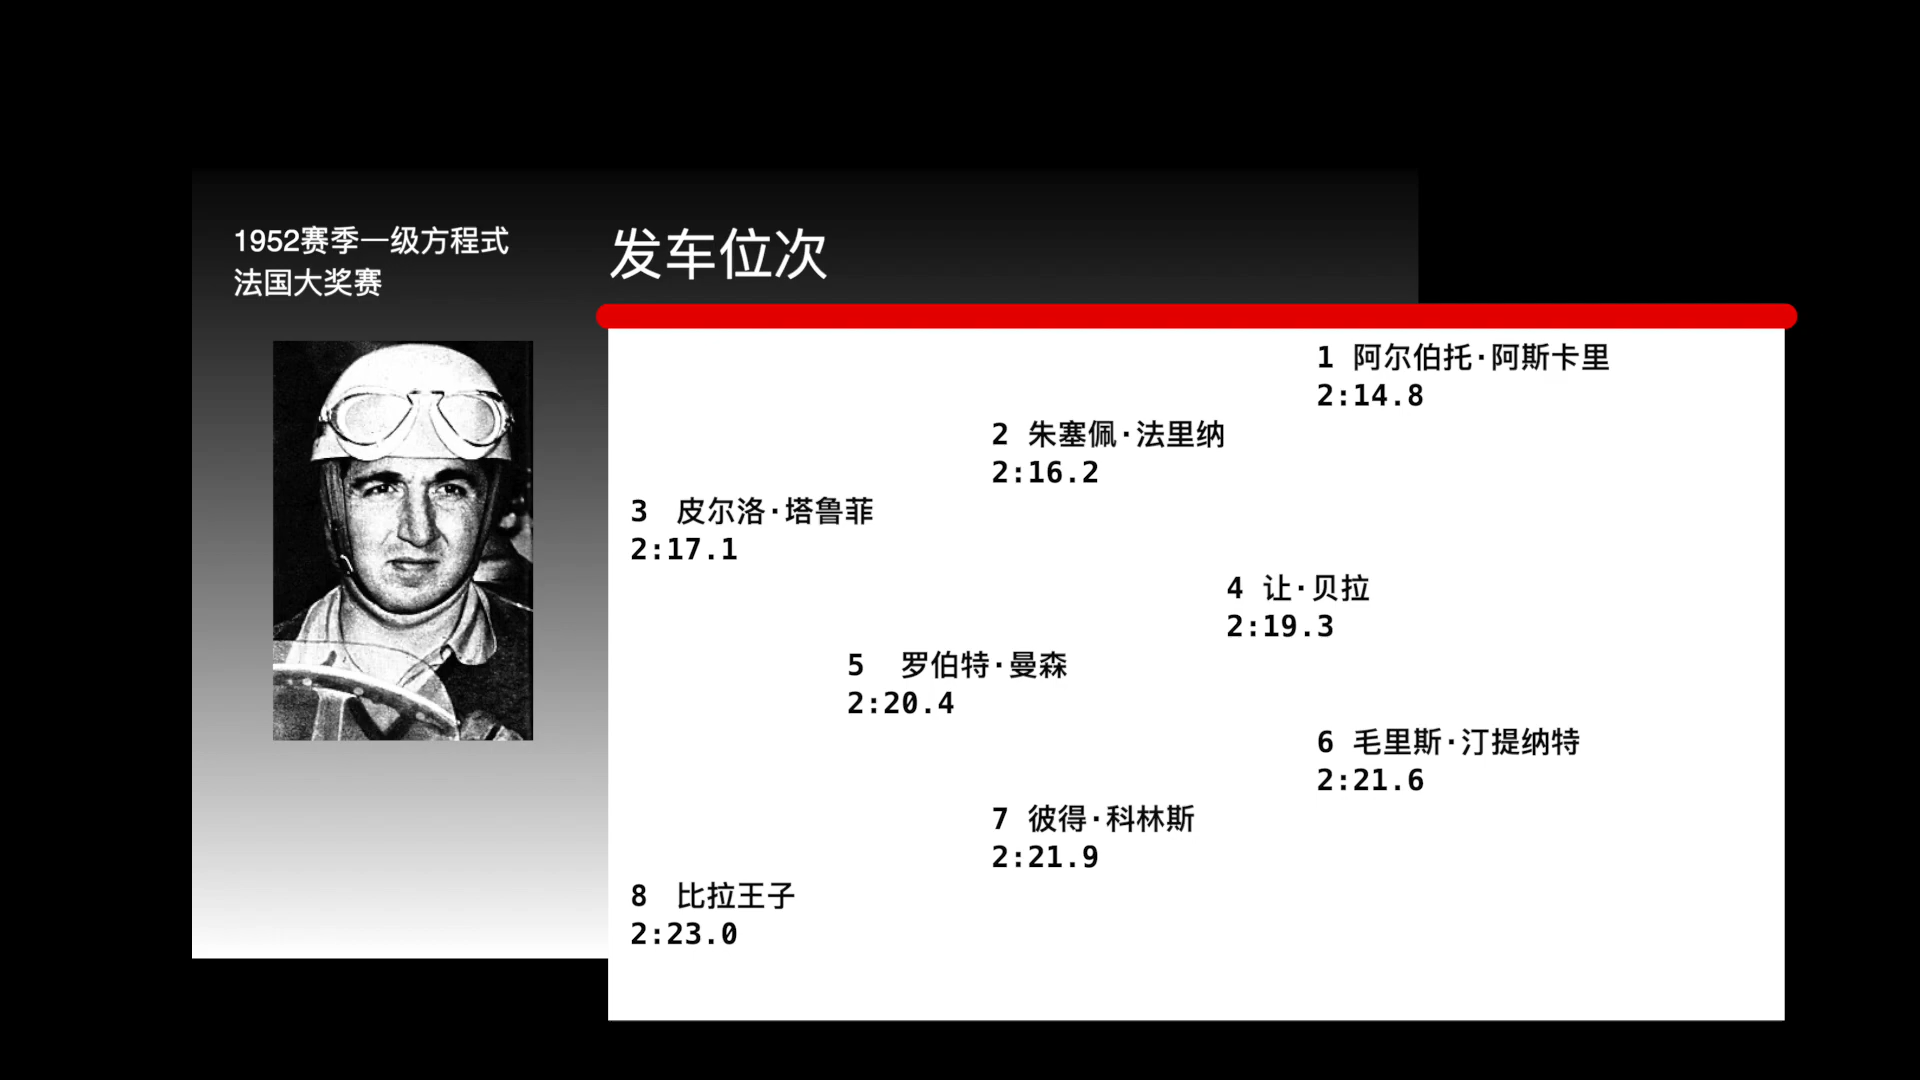 1952赛季一级方程式
法国大奖赛
发车位次
1 阿尔伯托·阿斯卡里
2:14.8
2 朱塞佩·法里纳
2:16.2
3 皮尔洛·塔鲁菲
2:17.1
4 让·贝拉
2:19.3
5 罗伯特·曼森
2:20.4
6 毛里斯·汀提纳特
2:21.6
7 彼得·科林斯
2:21.9
8 比拉王子
2:23.0